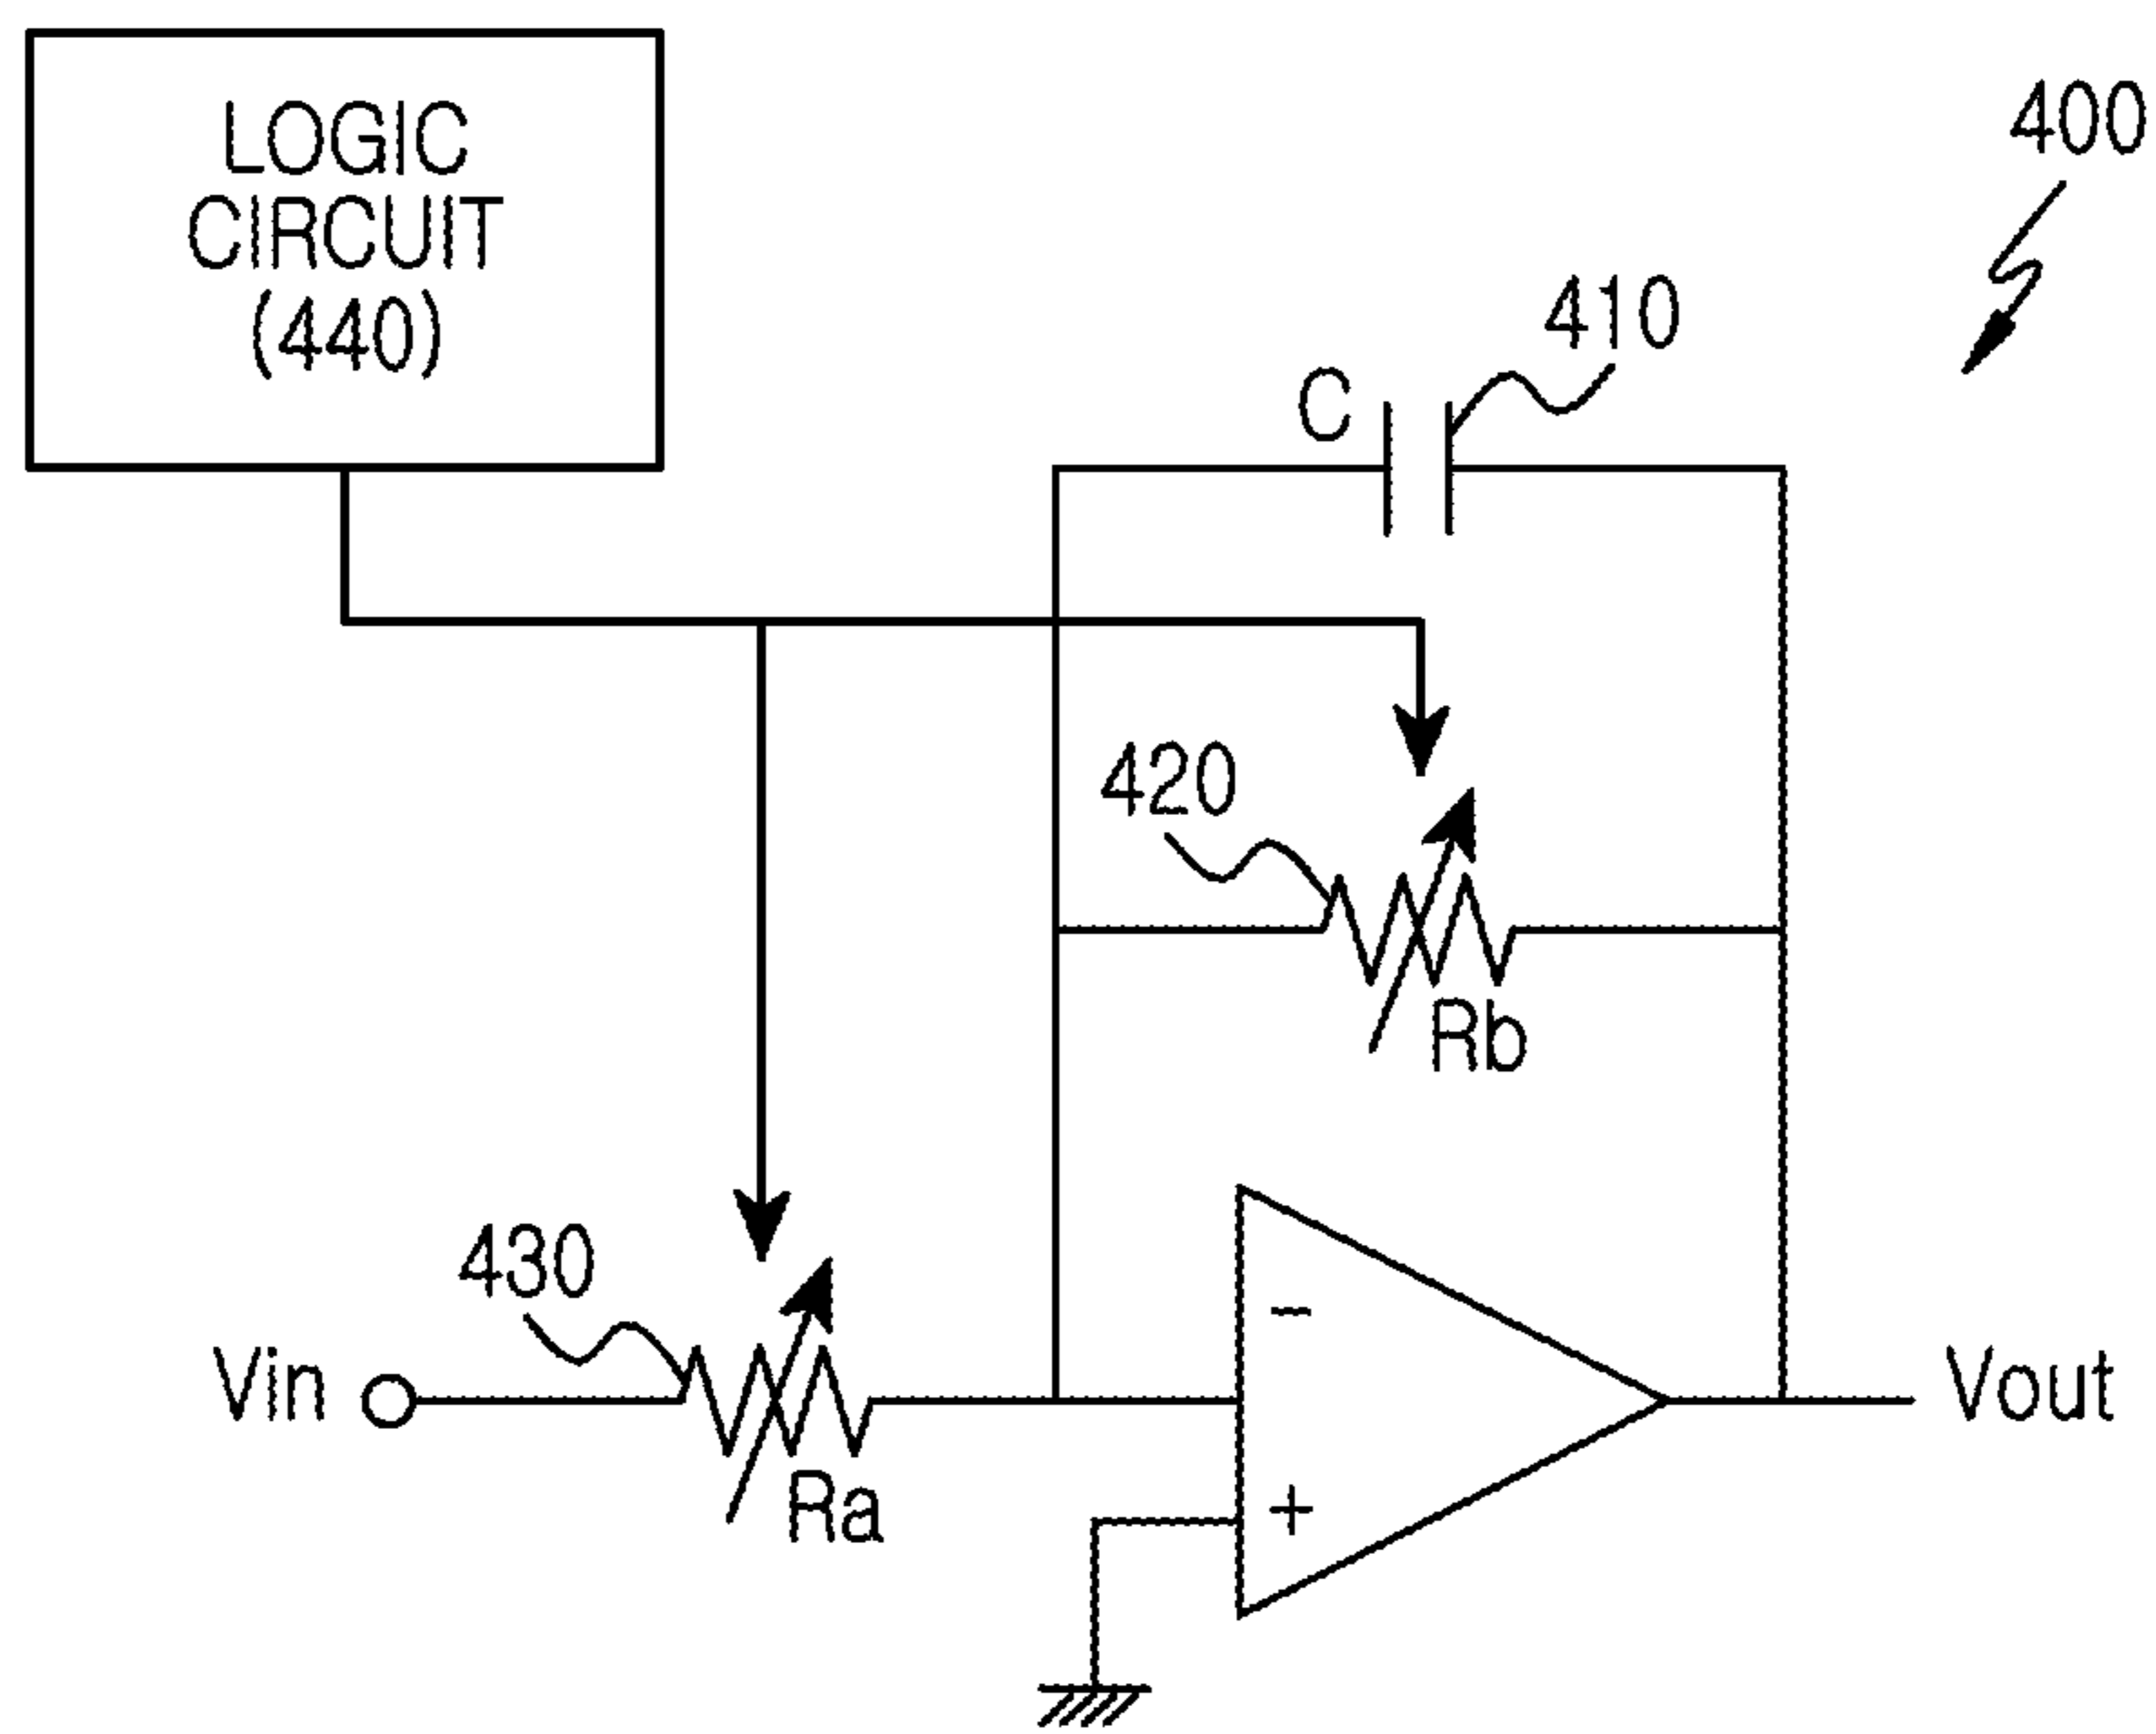 LOGIC
CIRCUIT
(440)
400
410
C
420
Rb
430
Vin
Ra
-
+
Vout